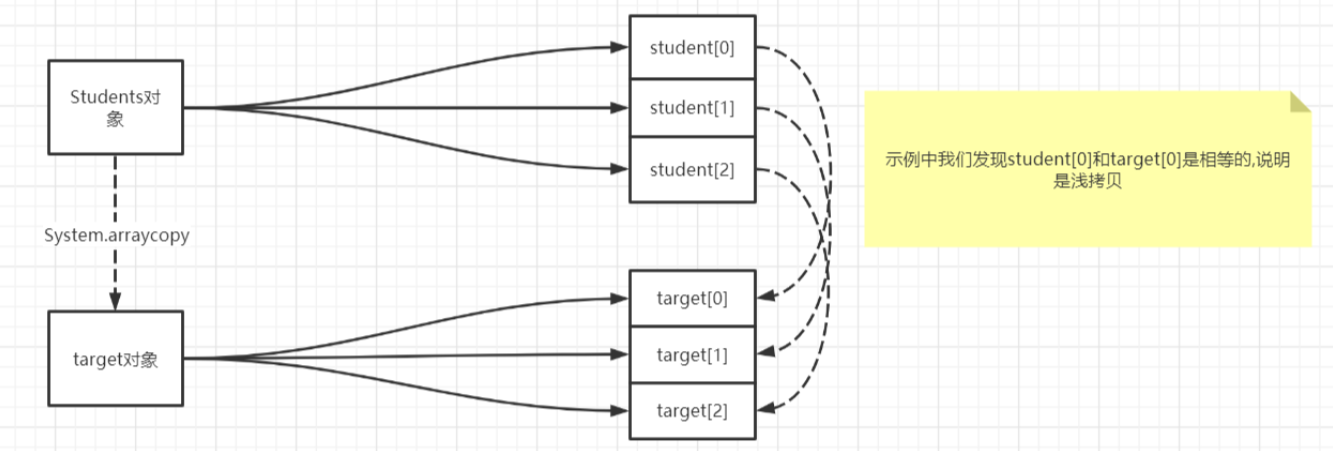 Students对
象
student[0]
student[1]
student[2]
System.arraycopy
target对象
target[0]
target[1]
target[2]
示例中我们发现student[0]和target[0]是相等的,说明
是浅拷贝